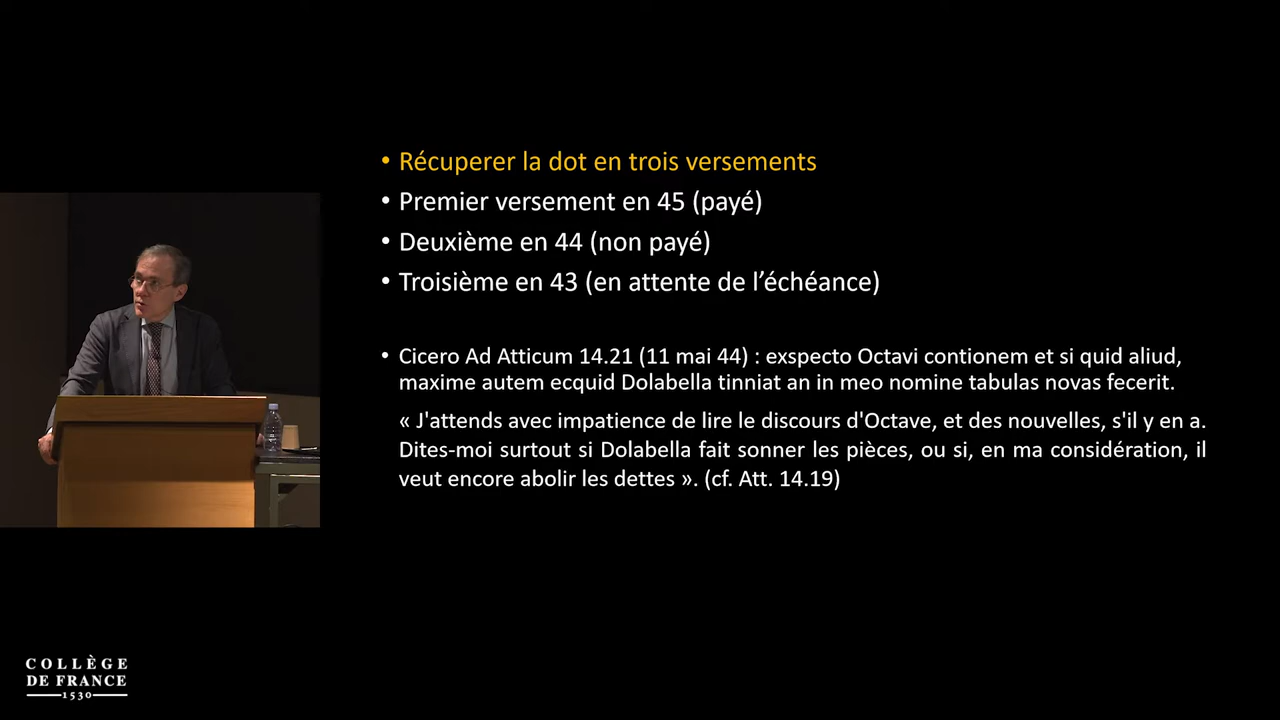 • Récuperer la dot en trois versements
• Premier versement en 45 (payé)
• Deuxième en 44 (non payé)
• Troisième en 43 (en attente de l’échéance)
• Cicero Ad Atticum 14.21 (11 mai 44) : exspecto Octavi contionem et si quid aliud,
maxime autem ecquid Dolabella tinniat an in meo nomine tabulas novas fecerit.
« J'attends avec impatience de lire le discours d'Octave, et des nouvelles, s'il y en a.
Dites-moi surtout si Dolabella fait sonner les pièces, ou si, en ma considération, il
veut encore abolir les dettes ». (cf. Att. 14.19)
COLLÈGE
DE FRANCE
1530